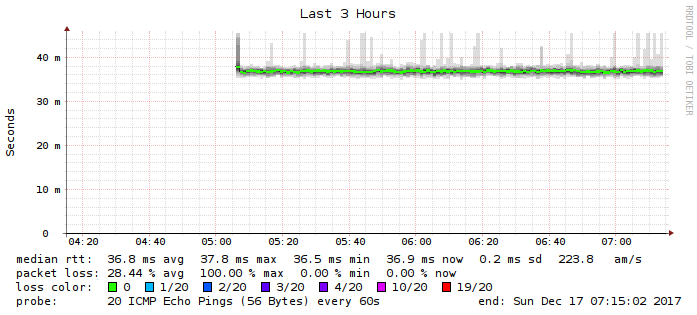 Last 3 Hours
RRDTOOL / TOBI OETIKER
Seconds
40 m
30 m
20 m
10 m
0
04:20 04:40 05:00 05:20 05:40 06:00 06:20 06:40 07:00
median rtt: 36.8 ms avg 37.8 ms max 36.5 ms min 36.9 ms now 0.2 ms sd 223.8 am/s
packet loss: 28.44 % avg 100.00 % max 0.00 % min 0.00 % now
loss color: 0 1/20 2/20 3/20 4/20 10/20 19/20
probe: 20 ICMP Echo Pings (56 Bytes) every 60s end: Sun Dec 17 07:15:02 2017